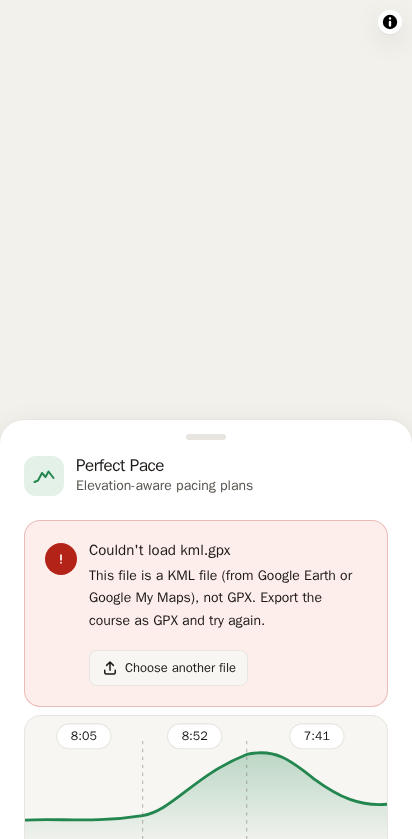 Perfect Pace
Elevation-aware pacing plans
!
Couldn't load kml.gpx
This file is a KML file (from Google Earth or
Google My Maps), not GPX. Export the
course as GPX and try again.
Choose another file
8:05
8:52
7:41